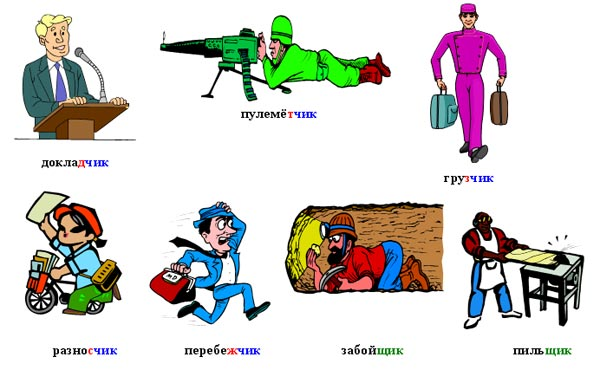 пулемётчик
докладчик
грузчик
разносчик
перебежчик
забойщик
пильщик